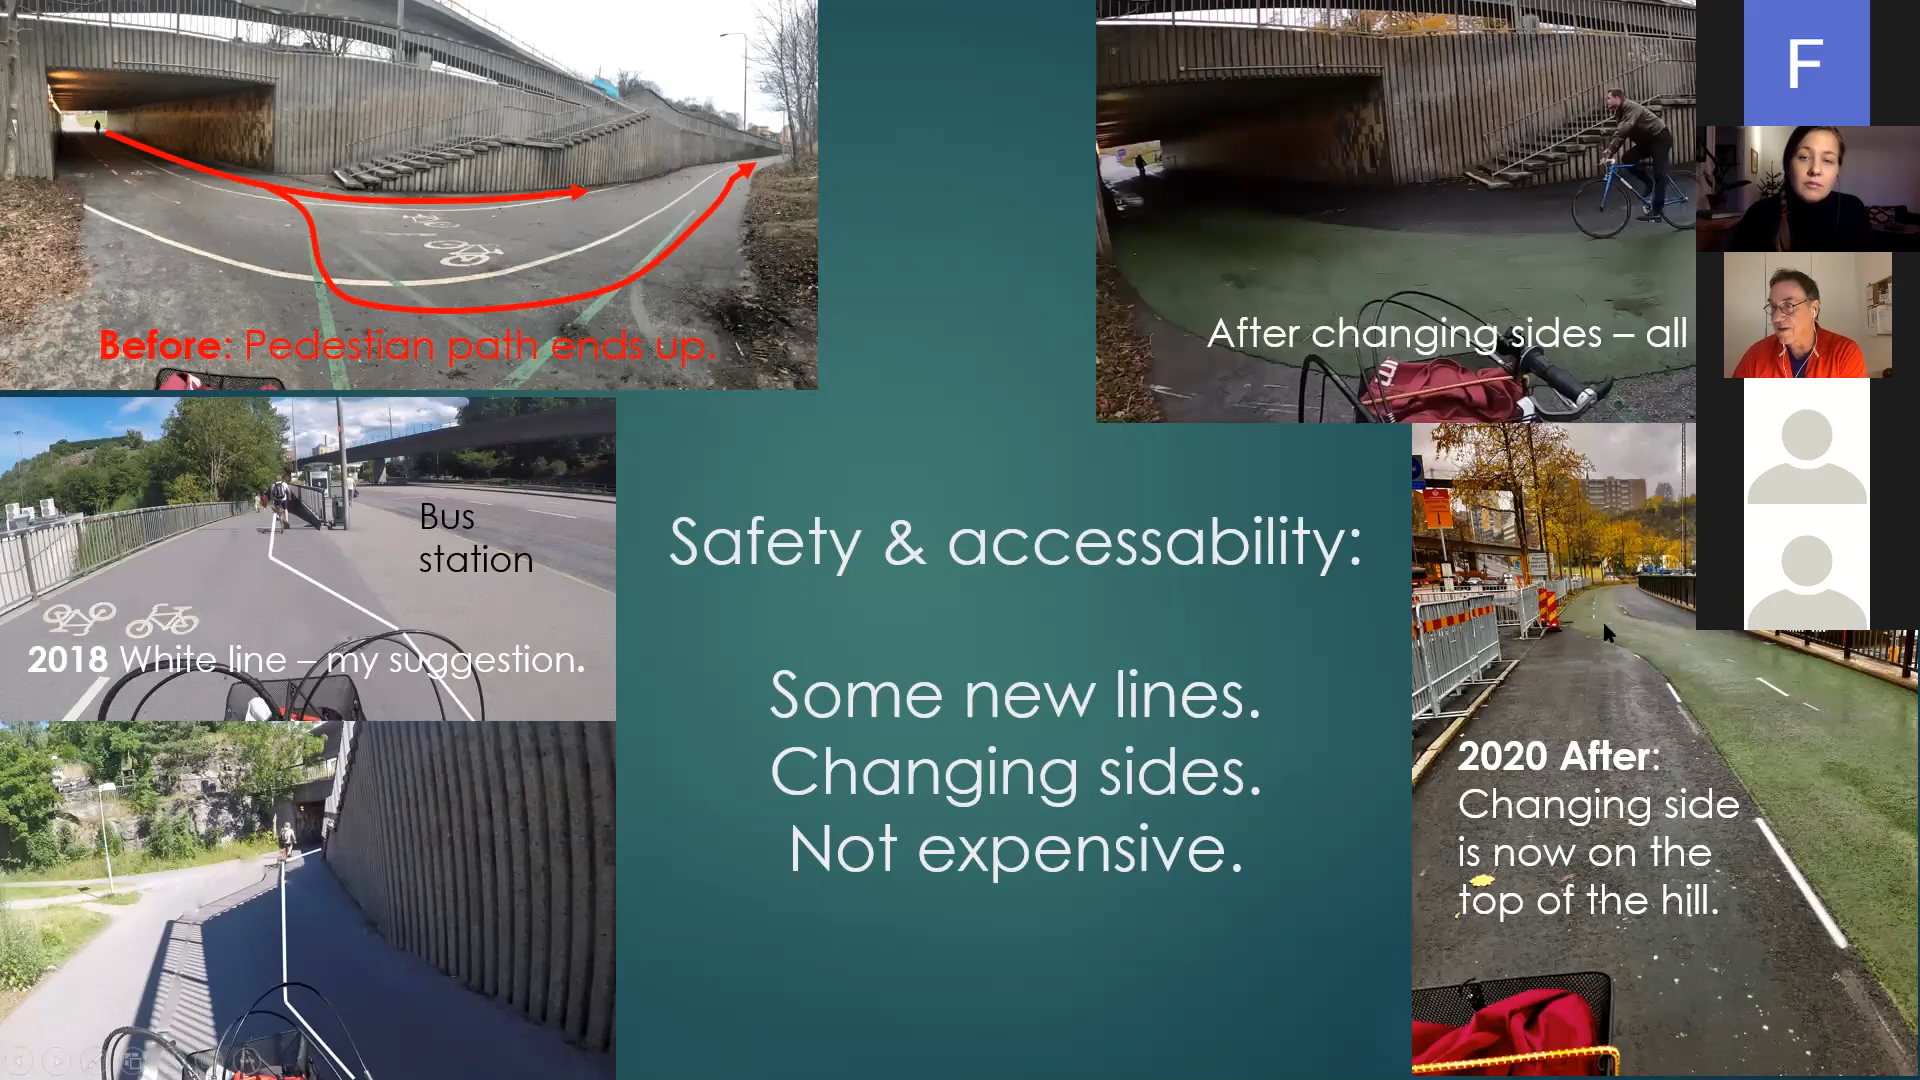 Before: Pedestian path ends up.
After changing sides – all
F
Bus
station
2018 White line – my suggestion.
Safety & accessability:
Some new lines.
Changing sides.
Not expensive.
2020 After:
Changing side
is now on the
top of the hill.